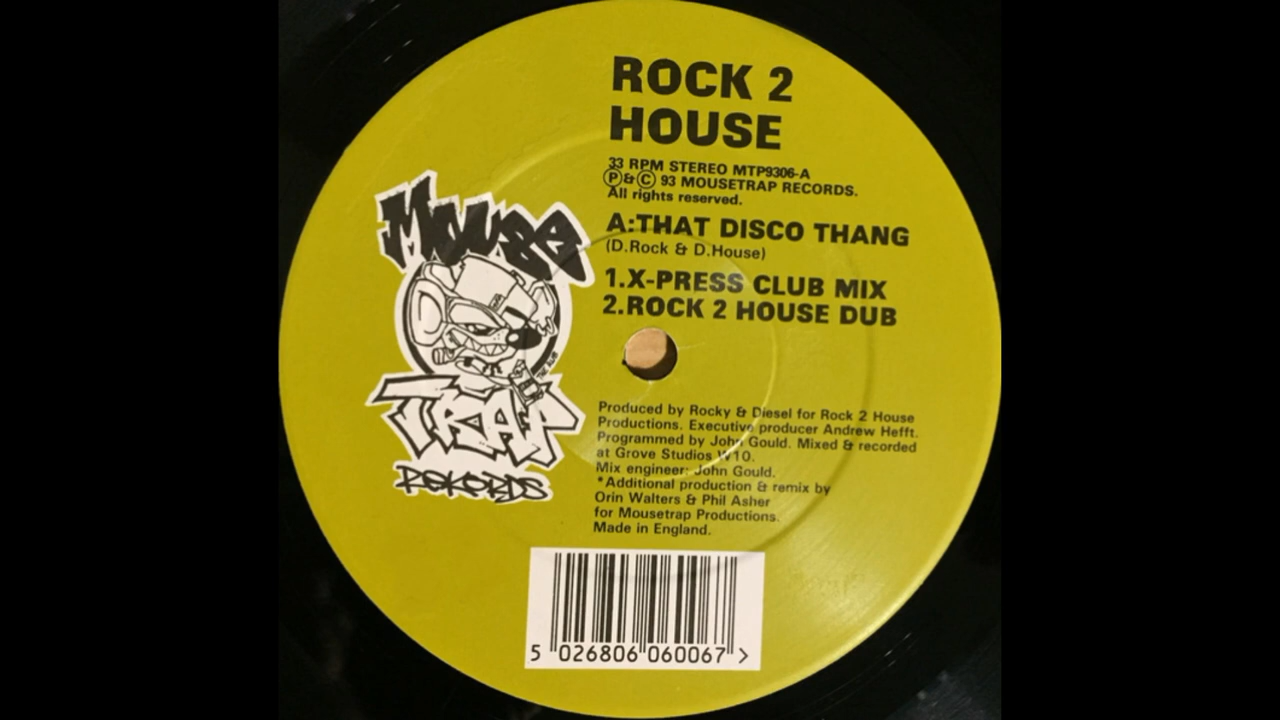 ROCK 2
HOUSE
33 RPM STEREO MTP9306-A
Ⓟ&© 93 MOUSETRAP RECORDS.
All rights reserved.
A:THAT DISCO THANG
(D.Rock & D.House)
1.X-PRESS CLUB MIX
2.ROCK 2 HOUSE DUB
MOUSE
TRAP
REKORDS
Produced by Rocky & Diesel for Rock 2 House
Productions. Executive producer Andrew Hefft.
Programmed by John Gould. Mixed & recorded
at Grove Studios W10.
Mix engineer: John Gould.
*Additional production & remix by
Orin Walters & Phil Asher
for Mousetrap Productions.
Made in England.
5 026806 060067 >